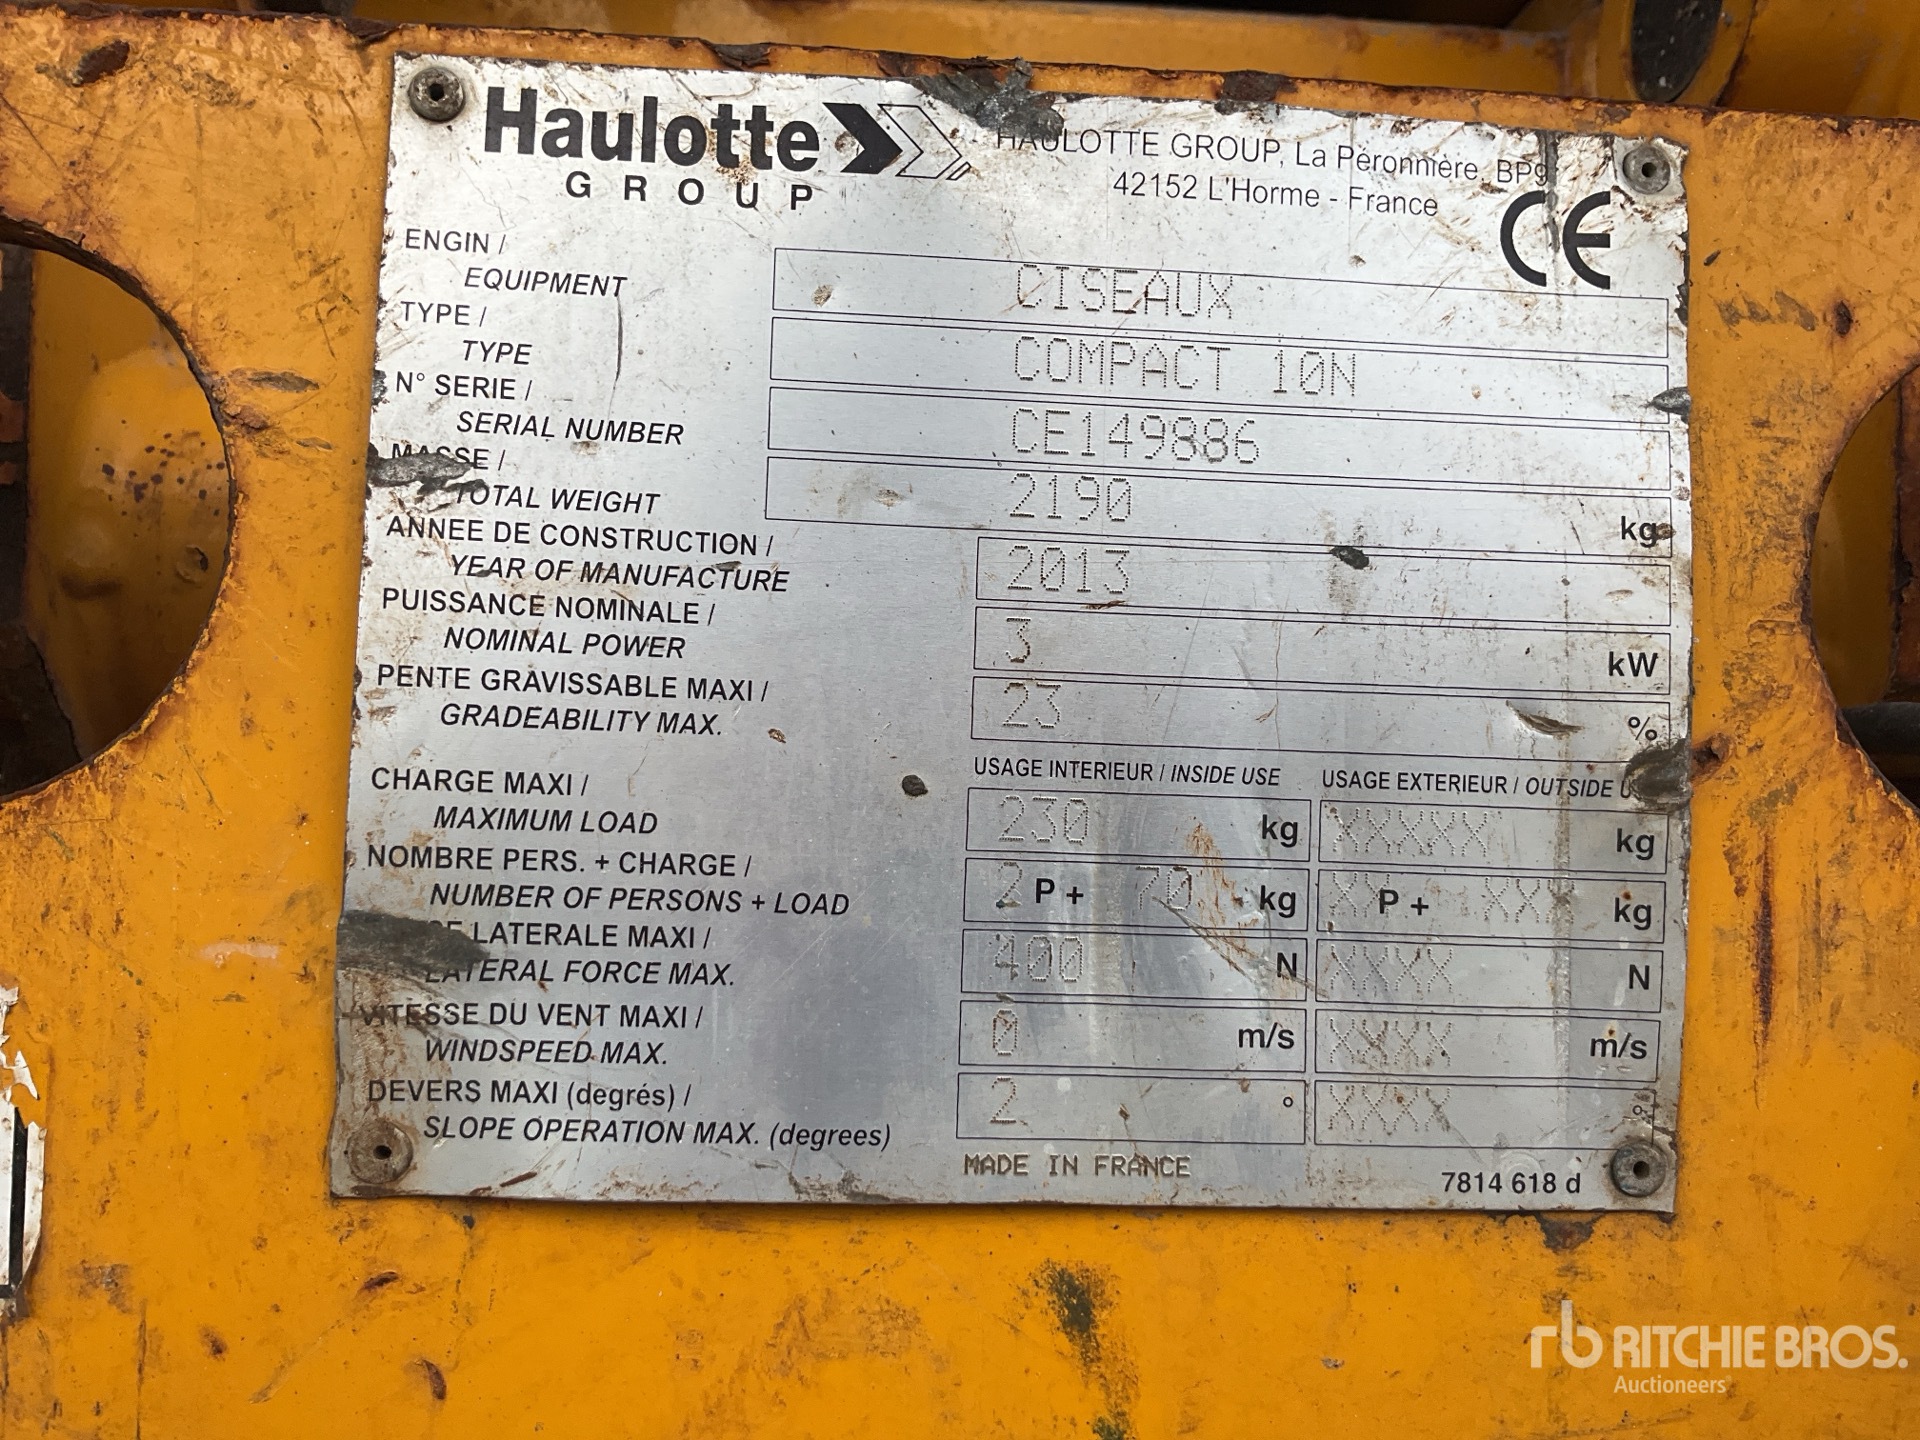 Haulotte
GROUP
HAULOTTE GROUP, La Péronnière, BP9
42152 L'Horme - France
CE
ENGIN /
EQUIPMENT
CISEAUX
TYPE /
TYPE
COMPACT 10N
N° SERIE /
SERIAL NUMBER
CE149886
MASSE /
TOTAL WEIGHT
2190 kg
ANNEE DE CONSTRUCTION /
YEAR OF MANUFACTURE
2013
PUISSANCE NOMINALE /
NOMINAL POWER
3 kW
PENTE GRAVISSABLE MAXI /
GRADEABILITY MAX.
23 %
USAGE INTERIEUR / INSIDE USE USAGE EXTERIEUR / OUTSIDE
CHARGE MAXI /
MAXIMUM LOAD
230 kg XXXXX kg
NOMBRE PERS. + CHARGE /
NUMBER OF PERSONS + LOAD
2 P + 70 kg XX P + XXX kg
LATERALE MAXI /
LATERAL FORCE MAX.
400 N XXXX N
VITESSE DU VENT MAXI /
WINDSPEED MAX.
0 m/s XXXX m/s
DEVERS MAXI (degrés) /
SLOPE OPERATION MAX. (degrees)
2 ° XXXX °
MADE IN FRANCE
7814 618 d
rb RITCHIE BROS.
Auctioneers